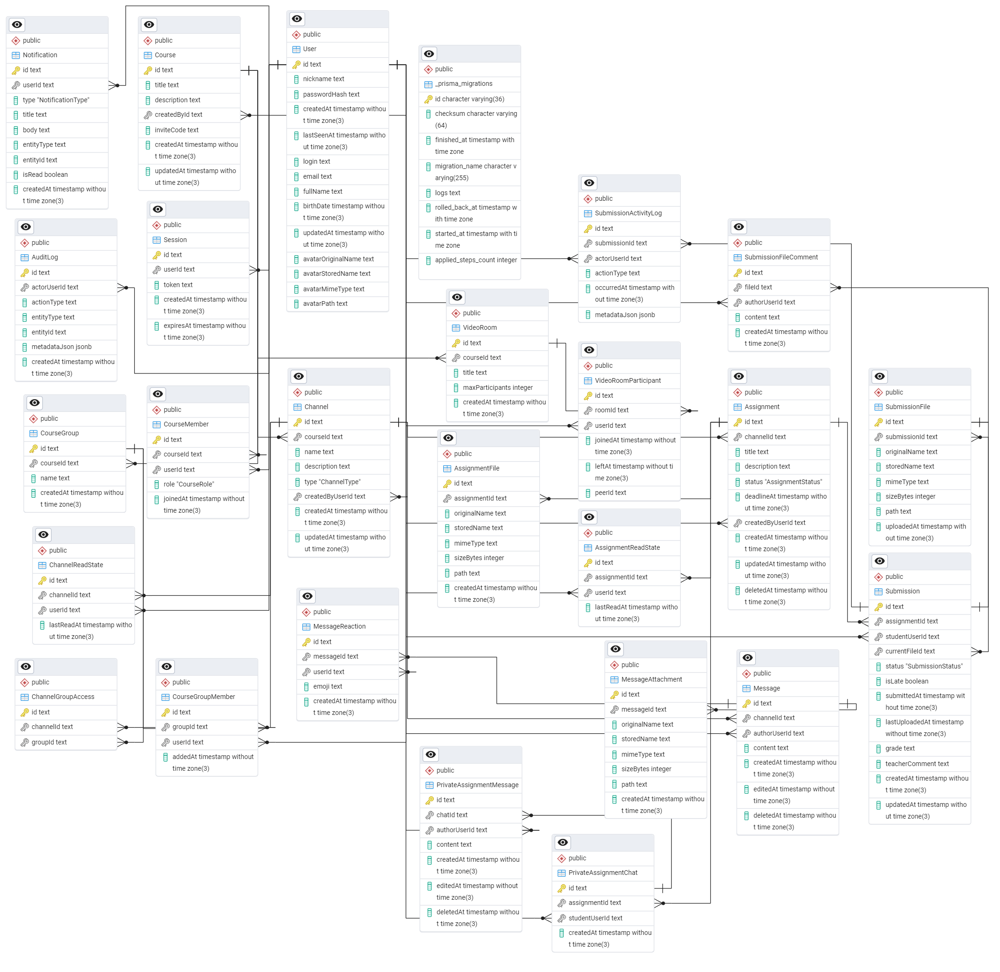 public
Notification
id text
userId text
type "NotificationType"
title text
body text
entityType text
entityId text
isRead boolean
createdAt timestamp withou
t time zone(3)
public
Course
id text
title text
description text
createdById text
inviteCode text
createdAt timestamp withou
t time zone(3)
updatedAt timestamp witho
ut time zone(3)
public
User
id text
nickname text
passwordHash text
createdAt timestamp withou
t time zone(3)
lastSeenAt timestamp witho
ut time zone(3)
login text
email text
fullName text
birthDate timestamp withou
t time zone(3)
updatedAt timestamp witho
ut time zone(3)
avatarOriginalName text
avatarStoredName text
avatarMimeType text
avatarPath text
public
_prisma_migrations
id character varying(36)
checksum character varying
(64)
finished_at timestamp with
time zone
migration_name character v
arying(255)
logs text
rolled_back_at timestamp w
ith time zone
started_at timestamp with ti
me zone
applied_steps_count integer
public
SubmissionActivityLog
id text
submissionId text
actorUserId text
actionType text
occurredAt timestamp with
out time zone(3)
metadataJson jsonb
public
SubmissionFileComment
id text
fileId text
authorUserId text
content text
createdAt timestamp withou
t time zone(3)
public
AuditLog
id text
actorUserId text
actionType text
entityType text
entityId text
metadataJson jsonb
createdAt timestamp withou
t time zone(3)
public
Session
id text
userId text
token text
createdAt timestamp withou
t time zone(3)
expiresAt timestamp withou
t time zone(3)
public
VideoRoom
id text
courseId text
title text
maxParticipants integer
createdAt timestamp withou
t time zone(3)
public
VideoRoomParticipant
id text
roomId text
userId text
joinedAt timestamp without
time zone(3)
leftAt timestamp without ti
me zone(3)
peerId text
public
Assignment
id text
channelId text
title text
description text
status "AssignmentStatus"
deadlineAt timestamp witho
ut time zone(3)
createdByUserId text
createdAt timestamp withou
t time zone(3)
updatedAt timestamp witho
ut time zone(3)
deletedAt timestamp withou
t time zone(3)
public
SubmissionFile
id text
submissionId text
originalName text
storedName text
mimeType text
sizeBytes integer
path text
uploadedAt timestamp with
out time zone(3)
public
CourseGroup
id text
courseId text
name text
createdAt timestamp withou
t time zone(3)
public
CourseMember
id text
courseId text
userId text
role "CourseRole"
joinedAt timestamp without
time zone(3)
public
Channel
id text
courseId text
name text
description text
type "ChannelType"
createdByUserId text
createdAt timestamp withou
t time zone(3)
updatedAt timestamp witho
ut time zone(3)
public
AssignmentFile
id text
assignmentId text
originalName text
storedName text
mimeType text
sizeBytes integer
path text
createdAt timestamp withou
t time zone(3)
public
AssignmentReadState
id text
assignmentId text
userId text
lastReadAt timestamp witho
ut time zone(3)
public
Submission
id text
assignmentId text
studentUserId text
currentFileId text
status "SubmissionStatus"
isLate boolean
submittedAt timestamp wit
hout time zone(3)
lastUploadedAt timestamp
without time zone(3)
grade text
teacherComment text
createdAt timestamp withou
t time zone(3)
updatedAt timestamp witho
ut time zone(3)
public
ChannelReadState
id text
channelId text
userId text
lastReadAt timestamp witho
ut time zone(3)
public
MessageReaction
id text
messageId text
userId text
emoji text
createdAt timestamp withou
t time zone(3)
public
MessageAttachment
id text
messageId text
originalName text
storedName text
mimeType text
sizeBytes integer
path text
createdAt timestamp withou
t time zone(3)
public
Message
id text
channelId text
authorUserId text
content text
createdAt timestamp withou
t time zone(3)
editedAt timestamp without
time zone(3)
deletedAt timestamp withou
t time zone(3)
public
ChannelGroupAccess
id text
channelId text
groupId text
public
CourseGroupMember
id text
groupId text
userId text
addedAt timestamp without
time zone(3)
public
PrivateAssignmentMessage
id text
chatId text
authorUserId text
content text
createdAt timestamp withou
t time zone(3)
editedAt timestamp without
time zone(3)
deletedAt timestamp withou
t time zone(3)
public
PrivateAssignmentChat
id text
assignmentId text
studentUserId text
createdAt timestamp withou
t time zone(3)